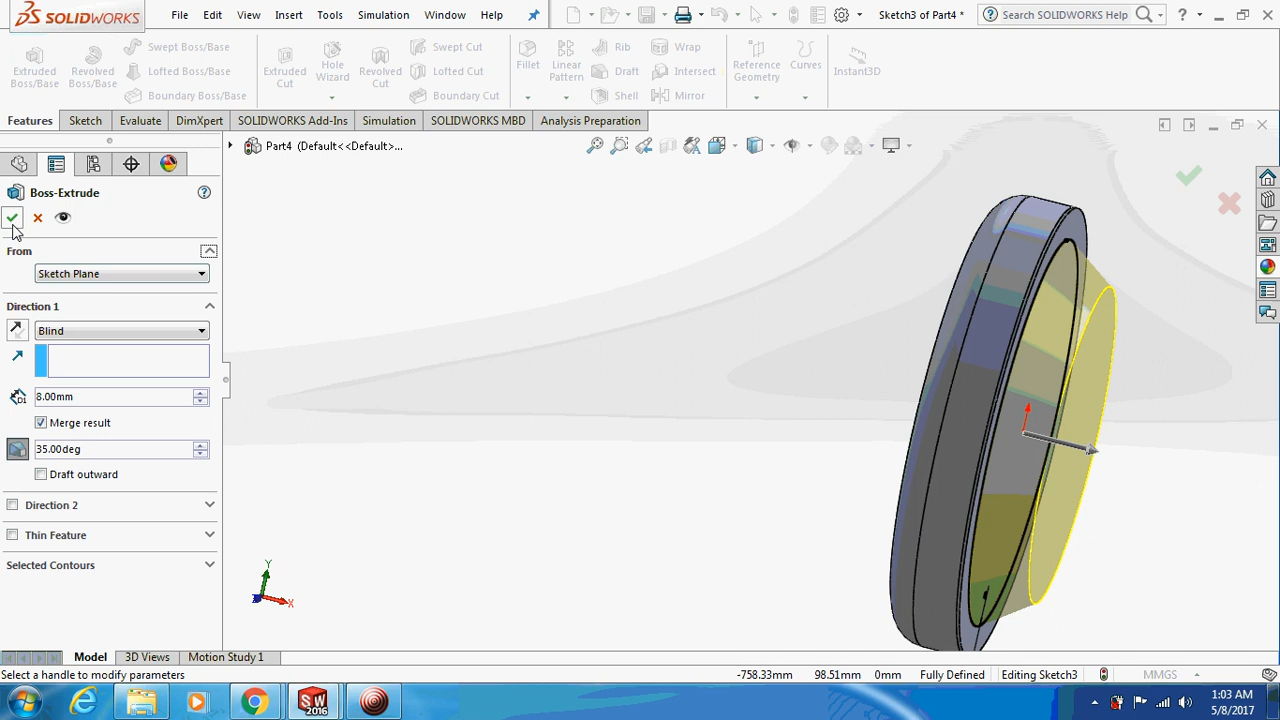 SOLIDWORKS File Edit View Insert Tools Simulation Window Help Sketch3 of Part4 * Search SOLIDWORKS Help
Extruded Boss/Base
Revolved Boss/Base
Swept Boss/Base
Lofted Boss/Base
Boundary Boss/Base
Extruded Cut
Hole Wizard
Revolved Cut
Swept Cut
Lofted Cut
Boundary Cut
Fillet
Linear Pattern
Rib
Draft
Shell
Wrap
Intersect
Mirror
Reference Geometry
Curves
Instant3D
Features Sketch Evaluate DimXpert SOLIDWORKS Add-Ins Simulation SOLIDWORKS MBD Analysis Preparation
Part4 (Default<<Default>...
Boss-Extrude
From
Sketch Plane
Direction 1
Blind
8.00mm
Merge result
35.00deg
Draft outward
Direction 2
Thin Feature
Selected Contours
Y
X
Model 3D Views Motion Study 1
Select a handle to modify parameters -758.33mm 98.51mm 0mm Fully Defined Editing Sketch3 MMGS
SW 2016
1:03 AM
5/8/2017